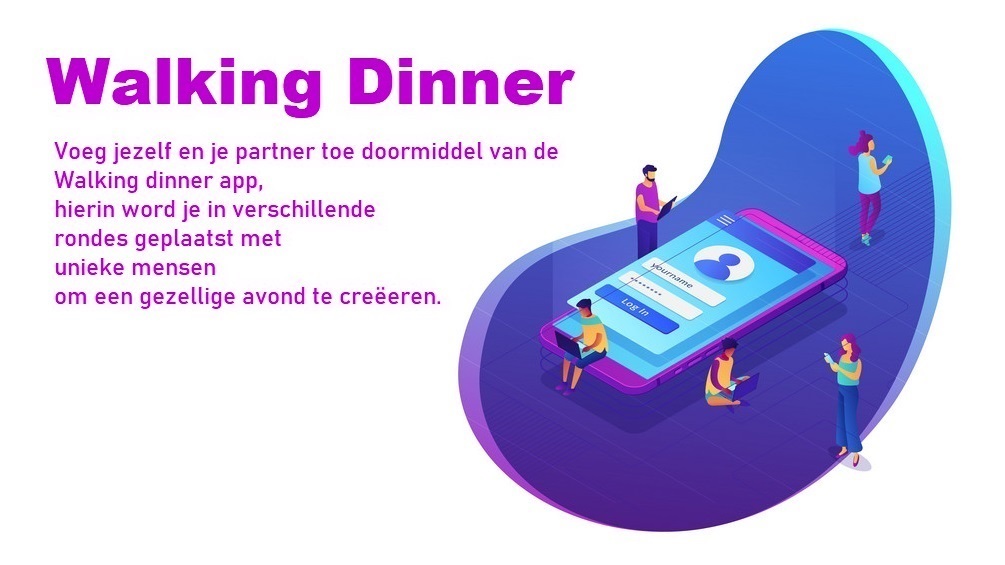 Walking Dinner
Voeg jezelf en je partner toe doormiddel van de
Walking dinner app,
hierin word je in verschillende
rondes geplaatst met
unieke mensen
om een gezellige avond te creëeren.
yourname
********
Log in